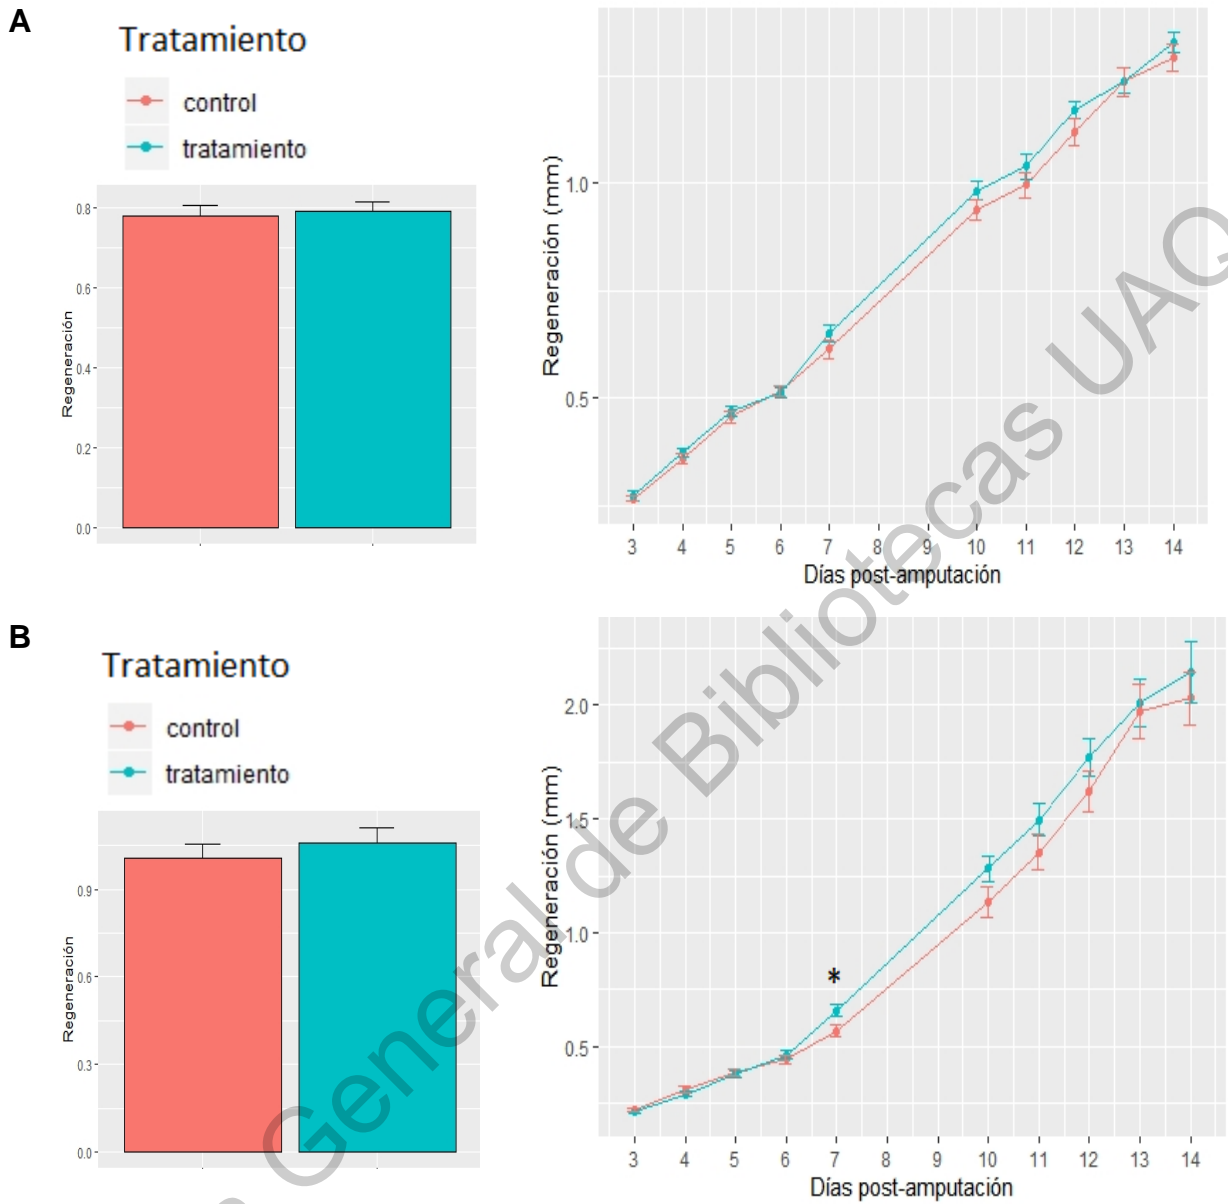 A
Tratamiento
control
tratamiento
0.8
0.6
0.4
0.2
0.0
Regeneración
1.0
0.5
Regeneración (mm)
3 4 5 6 7 8 9 10 11 12 13 14
Días post-amputación
B
Tratamiento
control
tratamiento
0.9
0.6
0.3
0.0
Regeneración
2.0
1.5
1.0
0.5
Regeneración (mm)
*
3 4 5 6 7 8 9 10 11 12 13 14
Días post-amputación
General de Bibliotecas UAQ